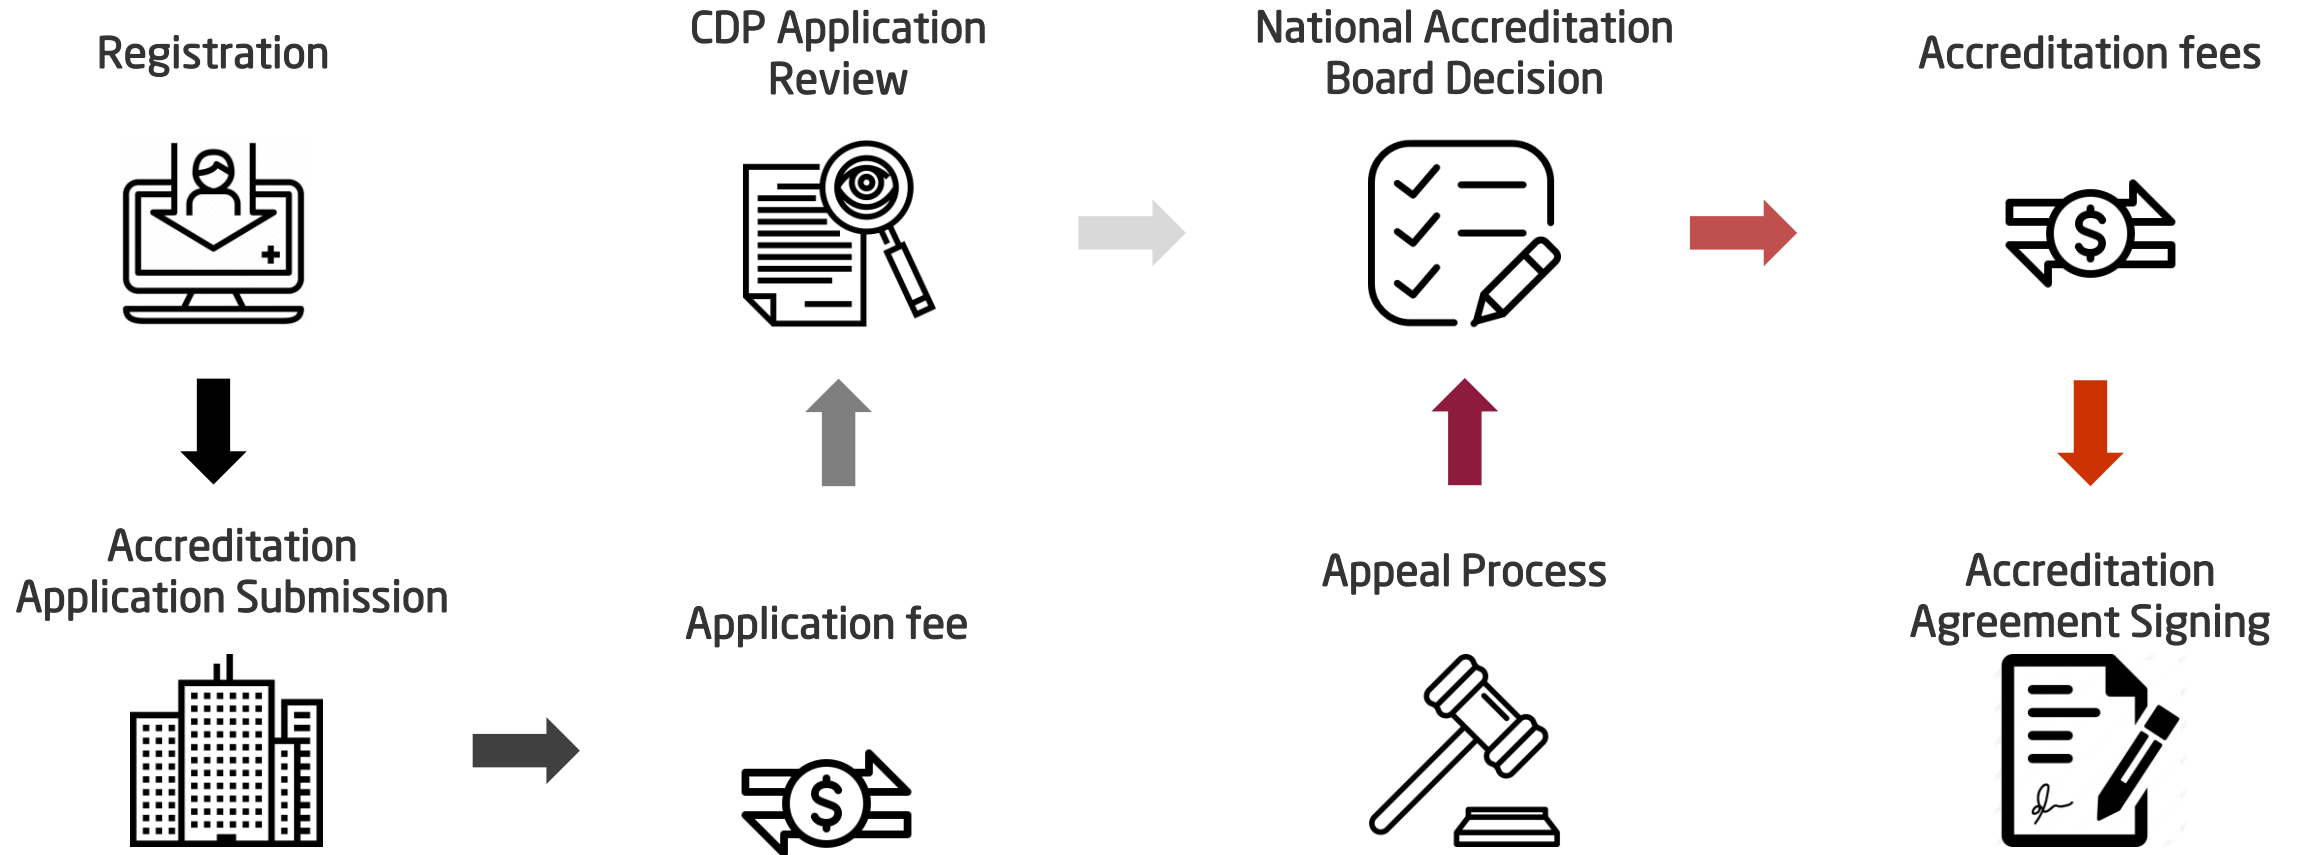 Registration
CDP Application
Review
National Accreditation
Board Decision
Accreditation fees
Accreditation
Application Submission
Application fee
Appeal Process
Accreditation
Agreement Signing